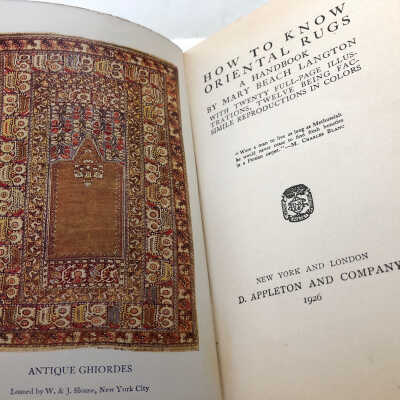 ANTIQUE GHIORDES
Loaned by W. & J. Sloane, New York City
HOW TO KNOW
ORIENTAL RUGS
A HANDBOOK
BY MARY BEACH LANGTON
WITH TWENTY FULL-PAGE ILLUS-
TRATIONS, TWELVE BEING FAC-
SIMILE REPRODUCTIONS IN COLORS
"Were a man to live as long as Methuselah
he would never cease to find fresh beauties
in a Persian carpet."—M. CHARLES BLANC
NEW YORK AND LONDON
D. APPLETON AND COMPANY
1926